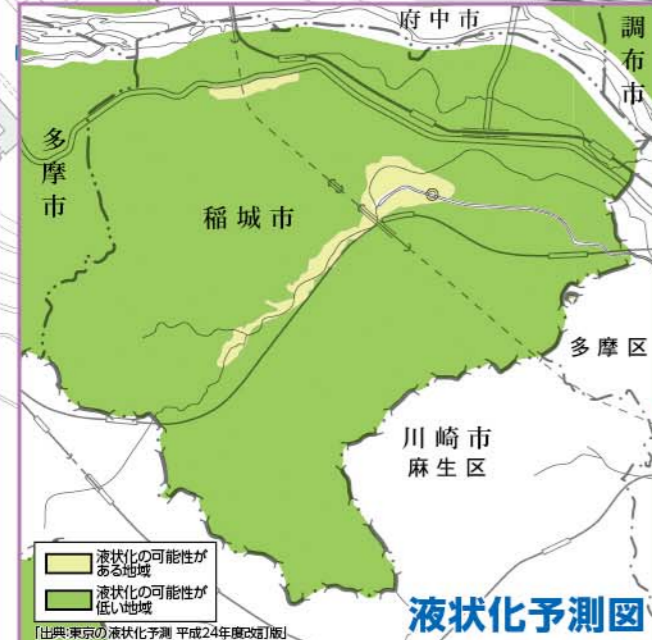 府中市
調布市
多摩市
稲城市
多摩区
川崎市
麻生区
液状化の可能性が
ある地域
液状化の可能性が
低い地域
液状化予測図
「出典:東京の液状化予測 平成24年度改訂版」